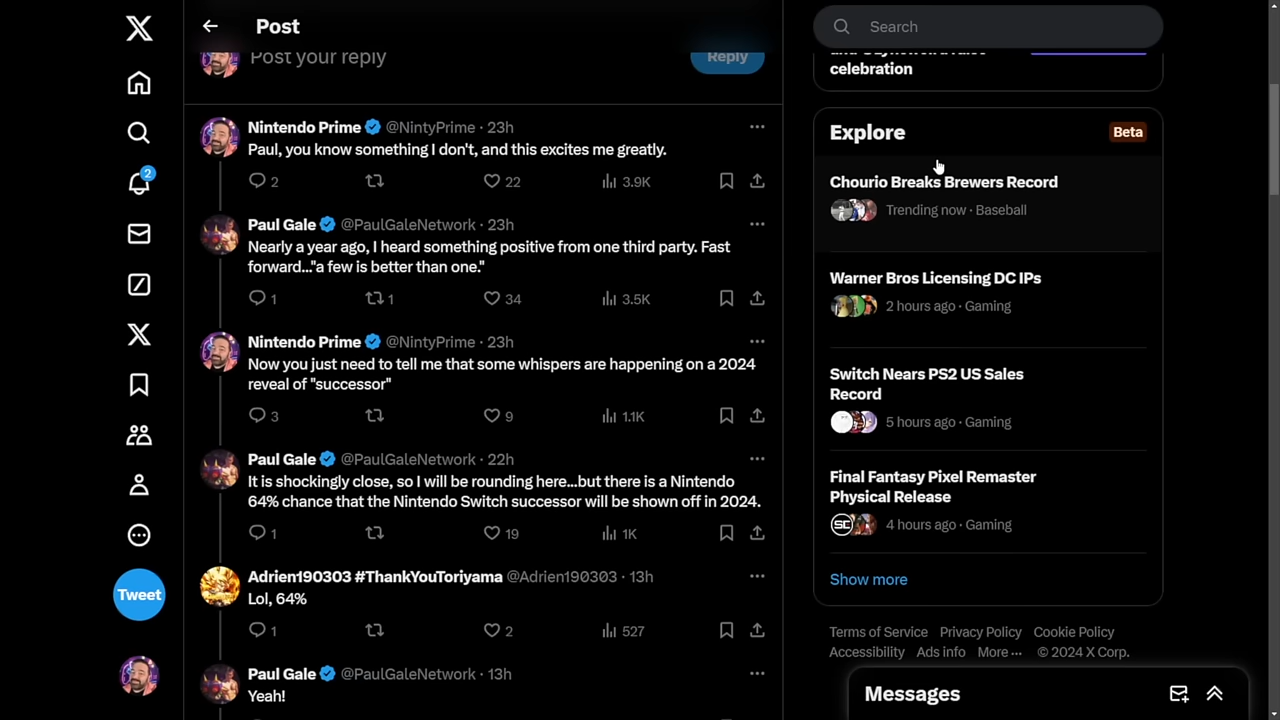 Post
Search
Post your reply
Reply
celebration
Nintendo Prime @NintyPrime · 23h
Paul, you know something I don't, and this excites me greatly.
2 22 3.9K
Paul Gale @PaulGaleNetwork · 23h
Nearly a year ago, I heard something positive from one third party. Fast
forward..."a few is better than one."
1 1 34 3.5K
Nintendo Prime @NintyPrime · 23h
Now you just need to tell me that some whispers are happening on a 2024
reveal of "successor"
3 9 1.1K
Paul Gale @PaulGaleNetwork · 22h
It is shockingly close, so I will be rounding here...but there is a Nintendo
64% chance that the Nintendo Switch successor will be shown off in 2024.
1 19 1K
Adrien190303 #ThankYouToriyama @Adrien190303 · 13h
Lol, 64%
1 2 527
Paul Gale @PaulGaleNetwork · 13h
Yeah!
2
Tweet
Explore Beta
Chourio Breaks Brewers Record
Trending now · Baseball
Warner Bros Licensing DC IPs
2 hours ago · Gaming
Switch Nears PS2 US Sales
Record
5 hours ago · Gaming
Final Fantasy Pixel Remaster
Physical Release
SC 4 hours ago · Gaming
Show more
Terms of Service Privacy Policy Cookie Policy
Accessibility Ads info More ··· © 2024 X Corp.
Messages